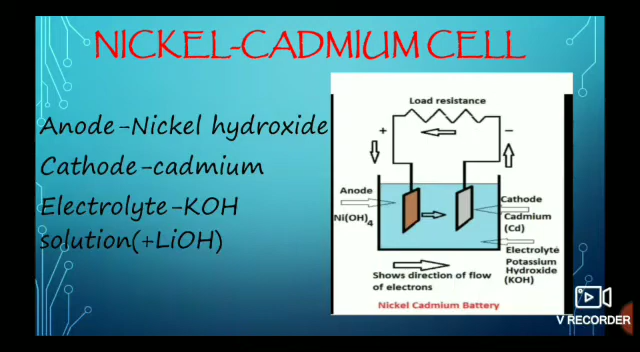 NICKEL-CADMIUM CELL
Anode-Nickel hydroxide
Cathode-cadmium
Electrolyte-KOH
solution(+LiOH)
Load resistance
+
−
Anode
Ni(OH)4
Cathode
Cadmium
(Cd)
Electrolyte
Potassium
Hydroxide
(KOH)
Shows direction of flow
of electrons
Nickel Cadmium Battery
V RECORDER